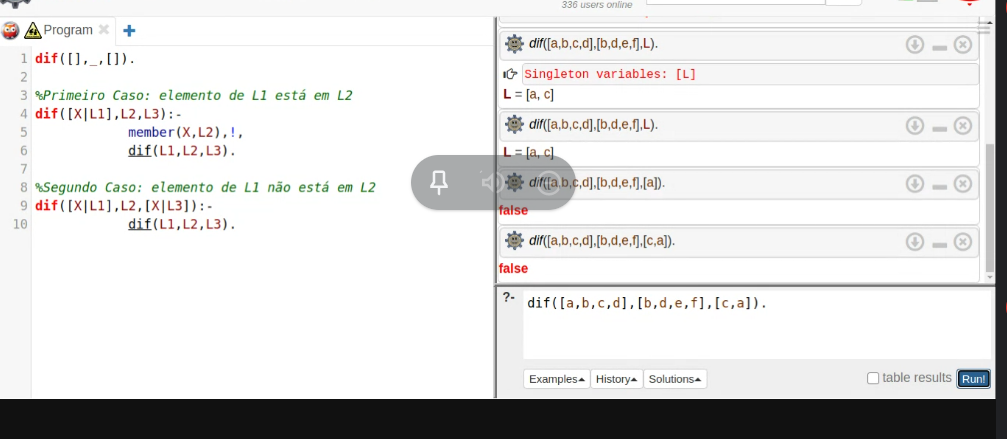 336 users online
Program
1 dif([],_,[]).
2
3 %Primeiro Caso: elemento de L1 está em L2
4 dif([X|L1],L2,L3):-
5 member(X,L2),!,
6 dif(L1,L2,L3).
7
8 %Segundo Caso: elemento de L1 não está em L2
9 dif([X|L1],L2,[X|L3]):-
10 dif(L1,L2,L3).
dif([a,b,c,d],[b,d,e,f],L).
Singleton variables: [L]
L = [a, c]
dif([a,b,c,d],[b,d,e,f],L).
L = [a, c]
dif([a,b,c,d],[b,d,e,f],[a]).
false
dif([a,b,c,d],[b,d,e,f],[c,a]).
false
?- dif([a,b,c,d],[b,d,e,f],[c,a]).
Examples History Solutions table results Run!